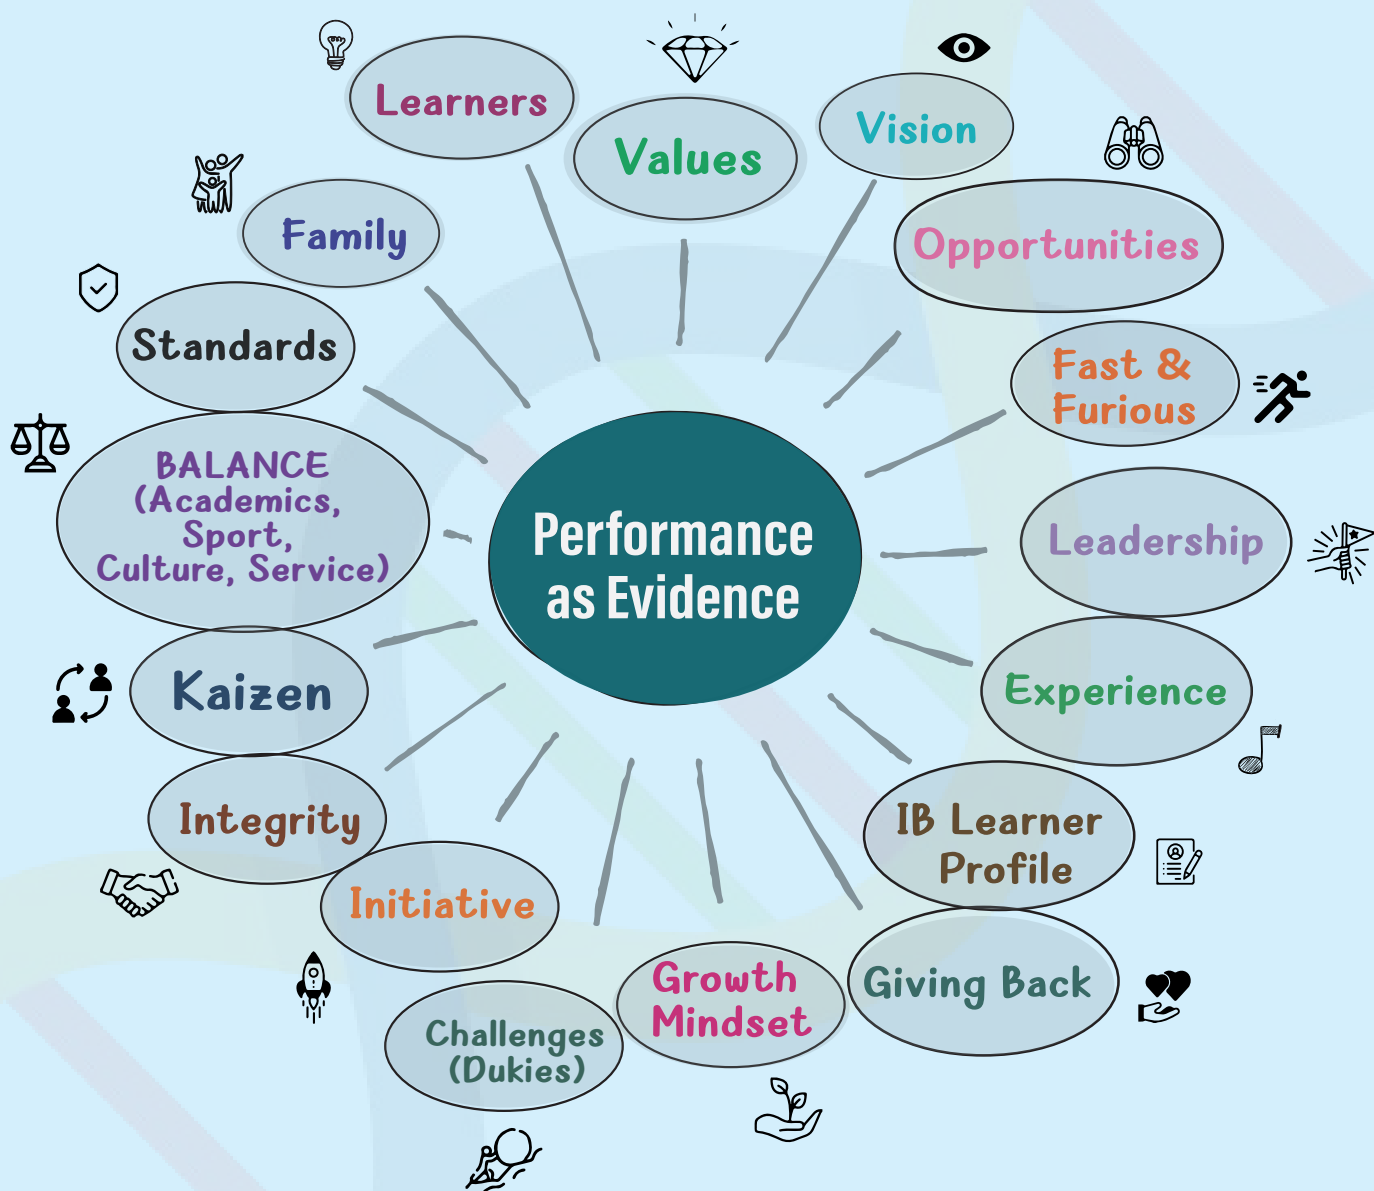 Learners
Values
Vision
Family
Opportunities
Standards
Fast &
Furious
BALANCE
(Academics,
Sport,
Culture, Service)
Leadership
Performance
as Evidence
Kaizen
Experience
Integrity
IB Learner
Profile
Initiative
Giving Back
Growth
Mindset
Challenges
(Dukies)